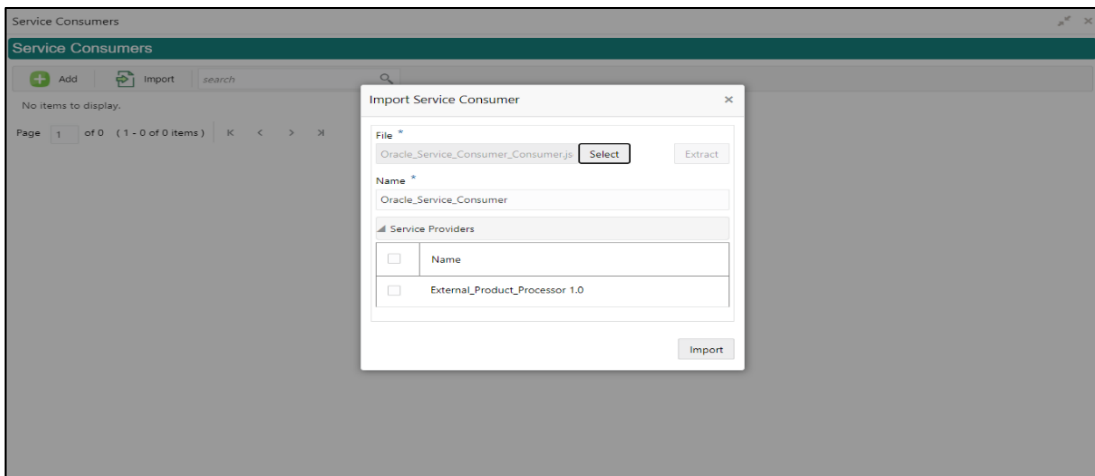 Service Consumers
Service Consumers
Add Import search
No items to display.
Page 1 of 0 (1 - 0 of 0 items)
Import Service Consumer
File *
Oracle_Service_Consumer_Consumer.js Select Extract
Name *
Oracle_Service_Consumer
Service Providers
Name
External_Product_Processor 1.0
Import